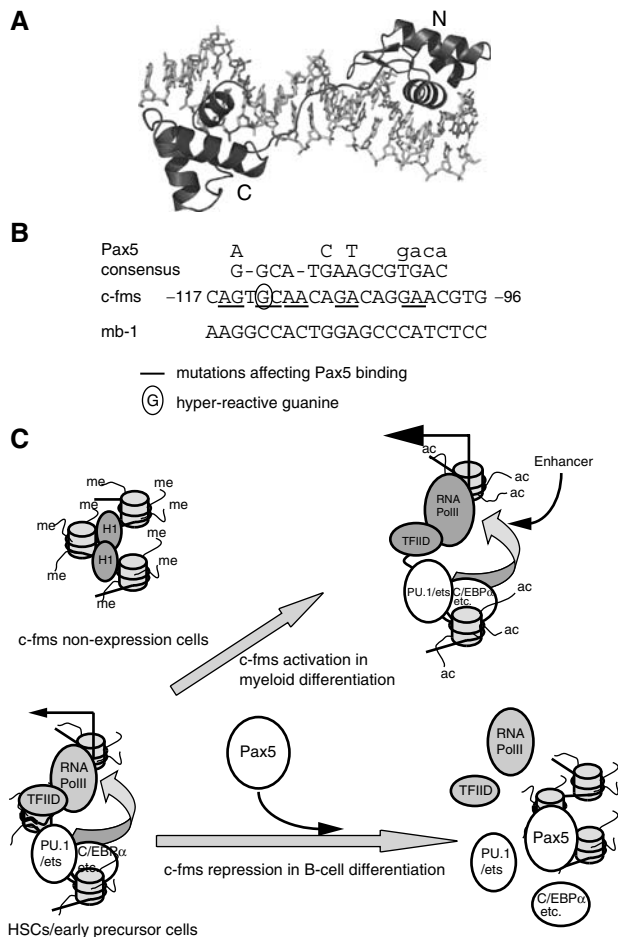 A
N
C
B
Pax5 A C T gaca
consensus G-GCA-TGAAGCGTGAC
c-fms -117 CAGTGCAACAGACAGGAACGTG -96
mb-1 AAGGCCACTGGAGCCCATCTCC
mutations affecting Pax5 binding
G hyper-reactive guanine
C
me me
me me
me H1
me
H1
me me
me
c-fms non-expression cells
ac
Enhancer
ac
RNA
PolII
ac
TFIID
PU.1/ets C/EBPα
etc.
ac
ac
c-fms activation in
myeloid differentiation
RNA
PolII
TFIID
PU.1
/ets
C/EBPα
etc.
HSCs/early precursor cells
Pax5
c-fms repression in B-cell differentiation
RNA
PolII
TFIID
Pax5
PU.1
/ets
C/EBPα
etc.